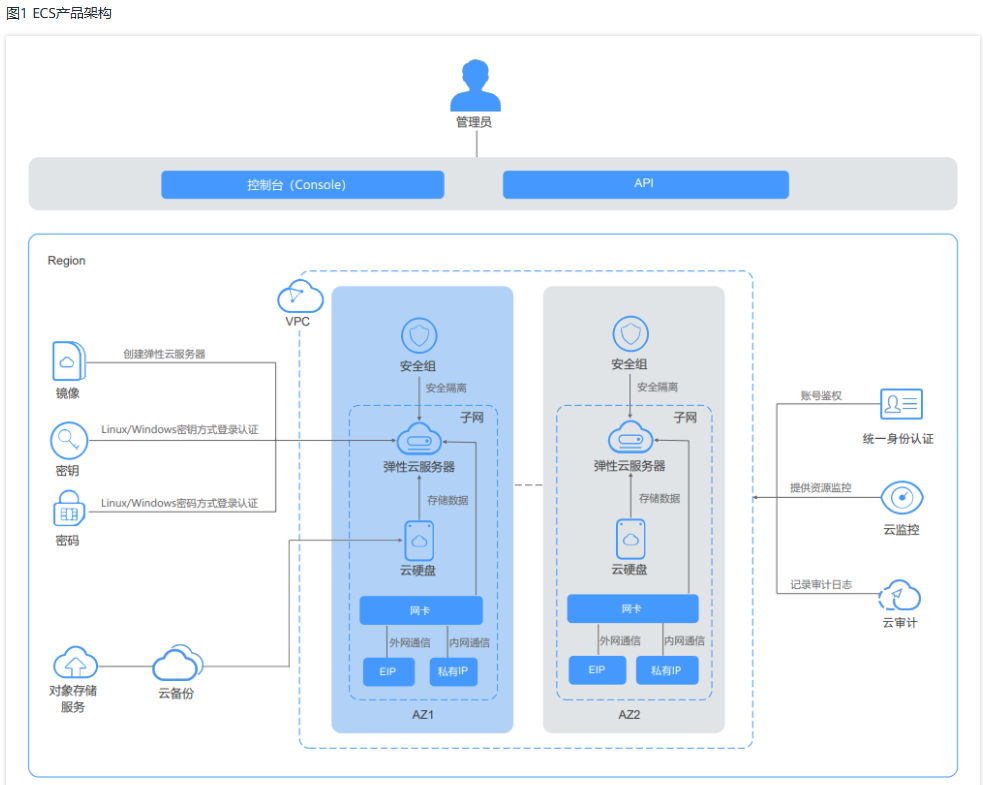 图1 ECS产品架构
管理员
控制台（Console）
API
Region
VPC
镜像
创建弹性云服务器
密钥
Linux/Windows密钥方式登录认证
密码
Linux/Windows密码方式登录认证
对象存储
服务
云备份
安全组
安全隔离
子网
弹性云服务器
存储数据
云硬盘
网卡
外网通信
内网通信
EIP
私有IP
AZ1
安全组
安全隔离
子网
弹性云服务器
存储数据
云硬盘
网卡
外网通信
内网通信
EIP
私有IP
AZ2
账号鉴权
统一身份认证
提供资源监控
云监控
记录审计日志
云审计